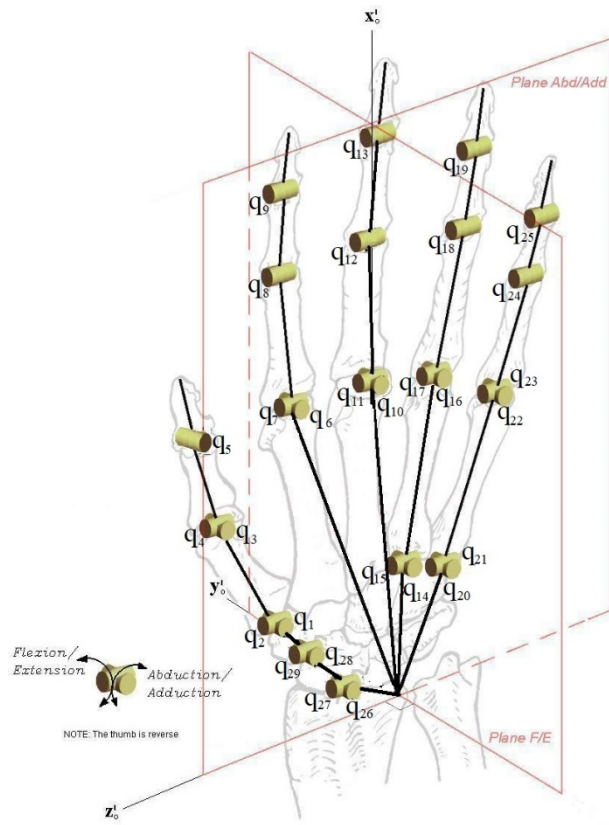 x'₀
Plane Abd/Add
q₁₃
q₁₉
q₉
q₂₅
q₁₂
q₁₈
q₈
q₂₄
q₁₁ q₁₀
q₁₇ q₁₆
q₂₃
q₇ q₆
q₂₂
q₅
q₄ q₃
q₁₅ q₁₄
q₂₁
q₂₀
y'₀
q₂ q₁
q₂₉ q₂₈
q₂₇ q₂₆
Flexion/
Extension
Abduction/
Adduction
NOTE: The thumb is reverse
Plane F/E
z'₀